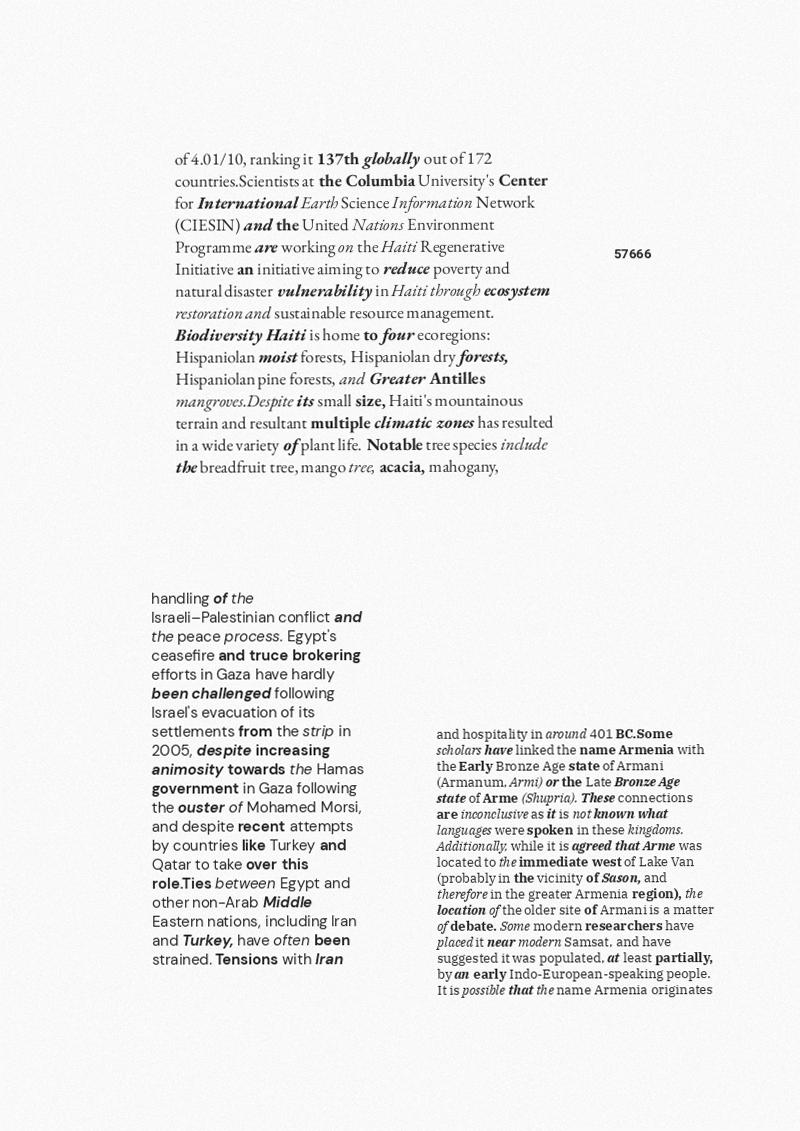 of 4.01/10, ranking it 137th globally out of 172
countries.Scientists at the Columbia University's Center
for International Earth Science Information Network
(CIESIN) and the United Nations Environment
Programme are working on the Haiti Regenerative
Initiative an initiative aiming to reduce poverty and
natural disaster vulnerability in Haiti through ecosystem
restoration and sustainable resource management.
Biodiversity Haiti is home to four ecoregions:
Hispaniolan moist forests, Hispaniolan dry forests,
Hispaniolan pine forests, and Greater Antilles
mangroves.Despite its small size, Haiti's mountainous
terrain and resultant multiple climatic zones has resulted
in a wide variety of plant life. Notable tree species include
the breadfruit tree, mango tree, acacia, mahogany,
57666
handling of the
Israeli–Palestinian conflict and
the peace process. Egypt's
ceasefire and truce brokering
efforts in Gaza have hardly
been challenged following
Israel's evacuation of its
settlements from the strip in
2005, despite increasing
animosity towards the Hamas
government in Gaza following
the ouster of Mohamed Morsi,
and despite recent attempts
by countries like Turkey and
Qatar to take over this
role.Ties between Egypt and
other non-Arab Middle
Eastern nations, including Iran
and Turkey, have often been
strained. Tensions with Iran
and hospitality in around 401 BC.Some
scholars have linked the name Armenia with
the Early Bronze Age state of Armani
(Armanum, Armi) or the Late Bronze Age
state of Arme (Shupria). These connections
are inconclusive as it is not known what
languages were spoken in these kingdoms.
Additionally, while it is agreed that Arme was
located to the immediate west of Lake Van
(probably in the vicinity of Sason, and
therefore in the greater Armenia region), the
location of the older site of Armani is a matter
of debate. Some modern researchers have
placed it near modern Samsat, and have
suggested it was populated, at least partially,
by an early Indo-European-speaking people.
It is possible that the name Armenia originates